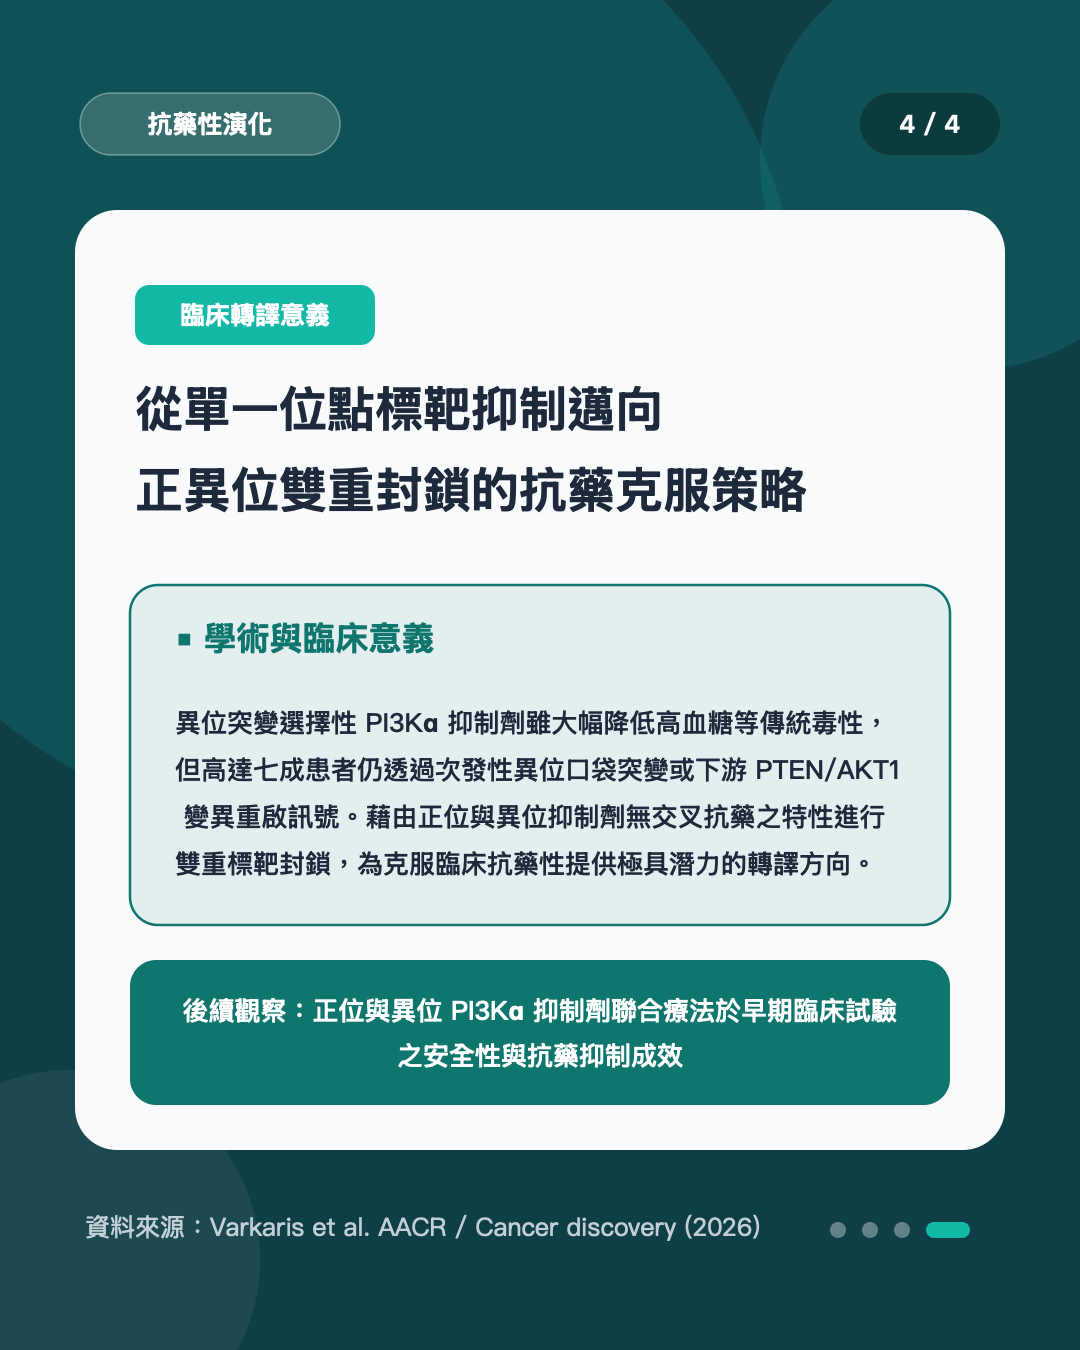 抗藥性演化
4 / 4
臨床轉譯意義
從單一位點標靶抑制邁向
正異位雙重封鎖的抗藥克服策略
▪ 學術與臨床意義
異位突變選擇性 PI3Kα 抑制劑雖大幅降低高血糖等傳統毒性，
但高達七成患者仍透過次發性異位口袋突變或下游 PTEN/AKT1
變異重啟訊號。藉由正位與異位抑制劑無交叉抗藥之特性進行
雙重標靶封鎖，為克服臨床抗藥性提供極具潛力的轉譯方向。
後續觀察：正位與異位 PI3Kα 抑制劑聯合療法於早期臨床試驗
之安全性與抗藥抑制成效
資料來源：Varkaris et al. AACR / Cancer discovery (2026)